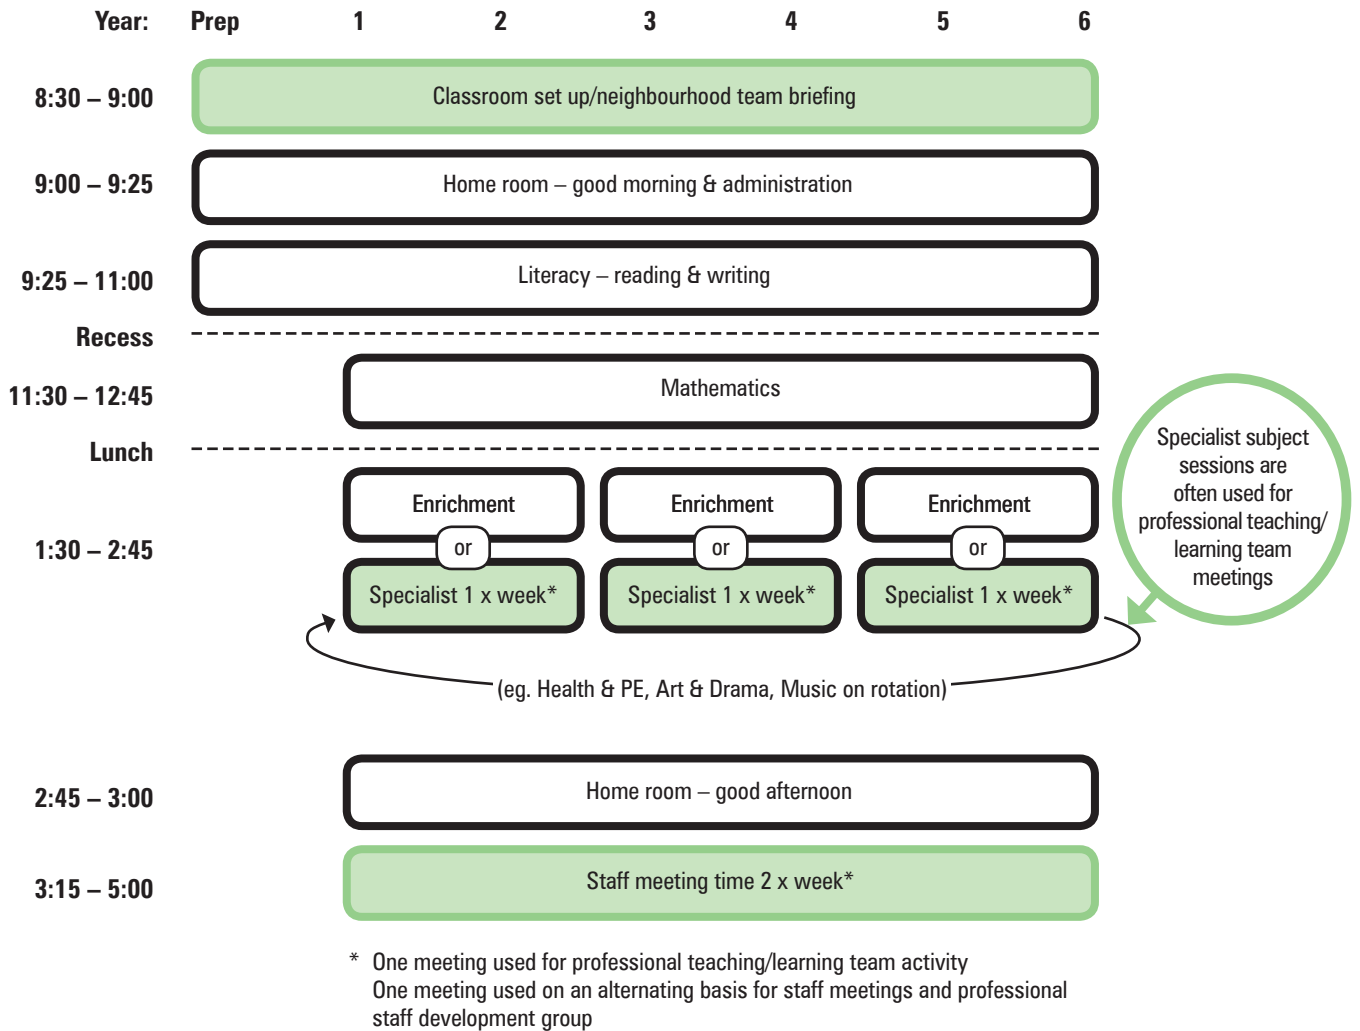 Year: Prep 1 2 3 4 5 6
8:30 – 9:00 Classroom set up/neighbourhood team briefing
9:00 – 9:25 Home room – good morning & administration
9:25 – 11:00 Literacy – reading & writing
Recess
11:30 – 12:45 Mathematics
Lunch
1:30 – 2:45
Enrichment Enrichment Enrichment
or or or
Specialist 1 x week* Specialist 1 x week* Specialist 1 x week*
Specialist subject
sessions are
often used for
professional teaching/
learning team
meetings
(eg. Health & PE, Art & Drama, Music on rotation)
2:45 – 3:00 Home room – good afternoon
3:15 – 5:00 Staff meeting time 2 x week*
* One meeting used for professional teaching/learning team activity
One meeting used on an alternating basis for staff meetings and professional
staff development group